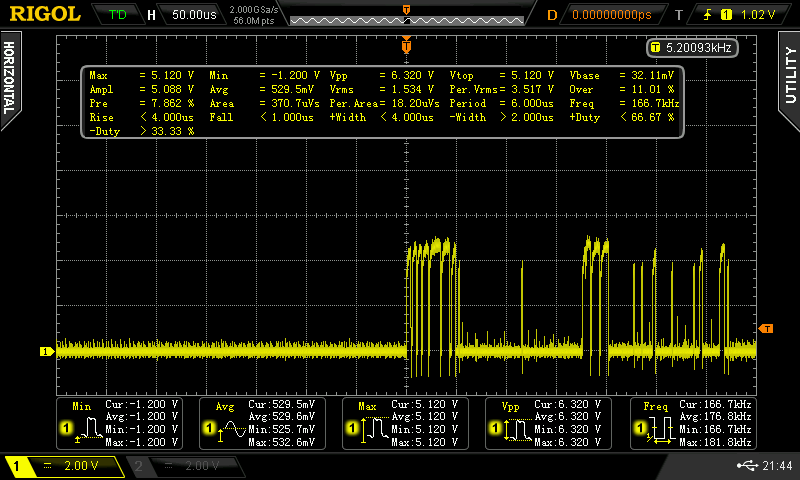 RIGOL T'D H 50.00us 2.000GSa/s D 0.00000000ps T 1 1.02 V
56.0M pts
HORIZONTAL
UTILITY
T
T 5.20093kHz
Max = 5.120 V Min = -1.200 V Vpp = 6.320 V Vtop = 5.120 V Vbase = 32.11mV
Ampl = 5.088 V Avg = 529.5mV Vrms = 1.534 V Per.Vrms= 3.517 V Over = 11.01 %
Pre = 7.862 % Area = 370.7uVs Per.Area= 18.20uVs Period = 6.000us Freq = 166.7kHz
Rise < 4.000us Fall < 1.000us +Width < 4.000us -Width > 2.000us +Duty < 66.67 %
-Duty > 33.33 %
T
1
Min Cur:-1.200 V
Avg:-1.200 V
1 Min:-1.200 V
Max:-1.200 V
Avg Cur:529.5mV
Avg:529.6mV
1 Min:525.7mV
Max:532.6mV
Max Cur:5.120 V
Avg:5.120 V
1 Min:5.120 V
Max:5.120 V
Vpp Cur:6.320 V
Avg:6.320 V
1 Min:6.320 V
Max:6.320 V
Freq Cur:166.7kHz
Avg:176.8kHz
1 Min:166.7kHz
Max:181.8kHz
1 2.00 V 2 2.00 V 21:44